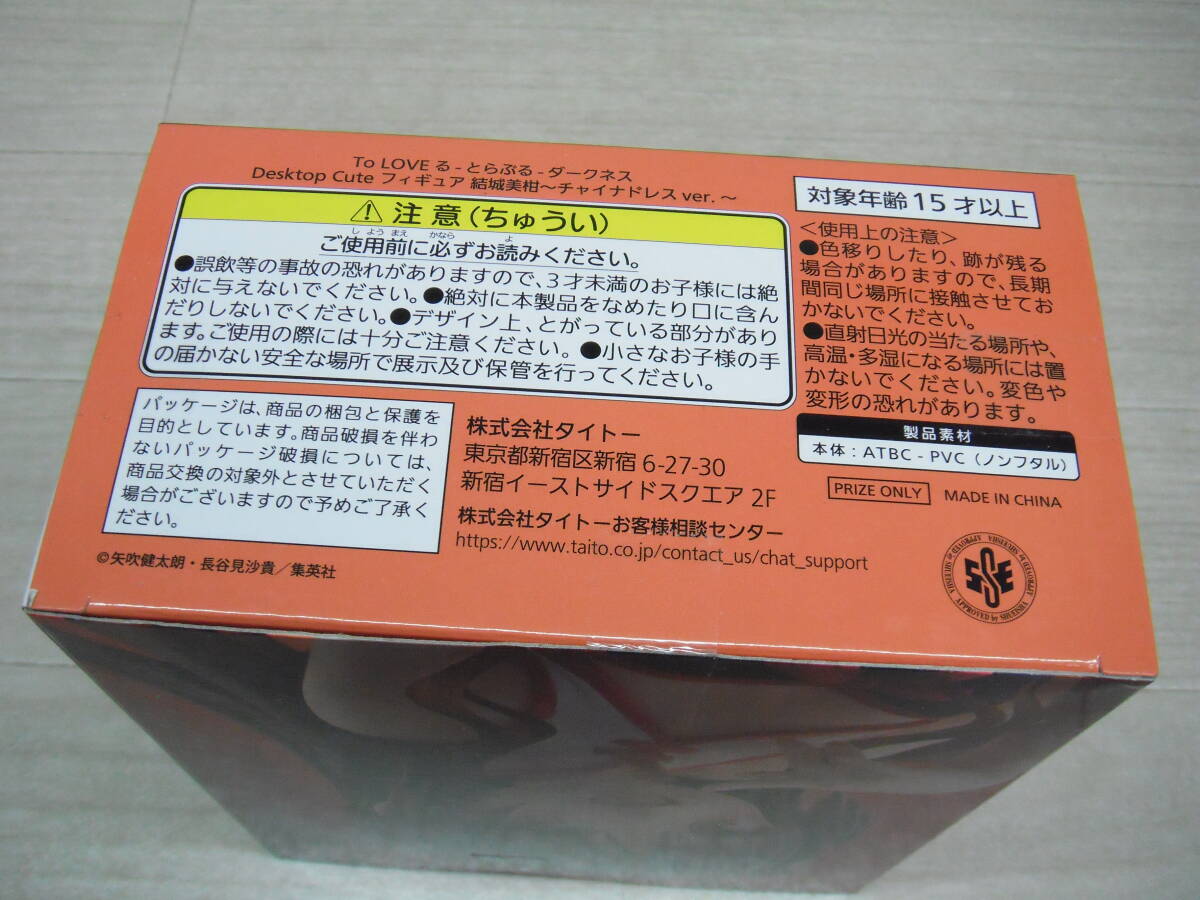 To LOVE る - とらぶる - ダークネス
Desktop Cute フィギュア 結城美柑～チャイナドレス ver. ～
注意(ちゅうい)
し よう まえ かなら よ
ご使用前に必ずお読みください。
●誤飲等の事故の恐れがありますので、3才未満のお子様には絶
対に与えないでください。●絶対に本製品をなめたり口に含ん
だりしないでください。●デザイン上、とがっている部分があり
ます。ご使用の際には十分ご注意ください。●小さなお子様の手
の届かない安全な場所で展示及び保管を行ってください。
対象年齢 15 才以上
＜使用上の注意＞
●色移りしたり、跡が残る
場合がありますので、長期
間同じ場所に接触させてお
かないでください。
●直射日光の当たる場所や、
高温・多湿になる場所には置
かないでください。変色や
変形の恐れがあります。
製品素材
本体：ATBC - PVC（ノンフタル）
PRIZE ONLY MADE IN CHINA
パッケージは、商品の梱包と保護を
目的としています。商品破損を伴わ
ないパッケージ破損については、
商品交換の対象外とさせていただく
場合がございますので予めご了承く
ださい。
株式会社タイトー
東京都新宿区新宿 6-27-30
新宿イーストサイドスクエア 2F
株式会社タイトーお客様相談センター
https://www.taito.co.jp/contact_us/chat_support
©矢吹健太朗・長谷見沙貴／集英社
APPROVED by SHUEISHA